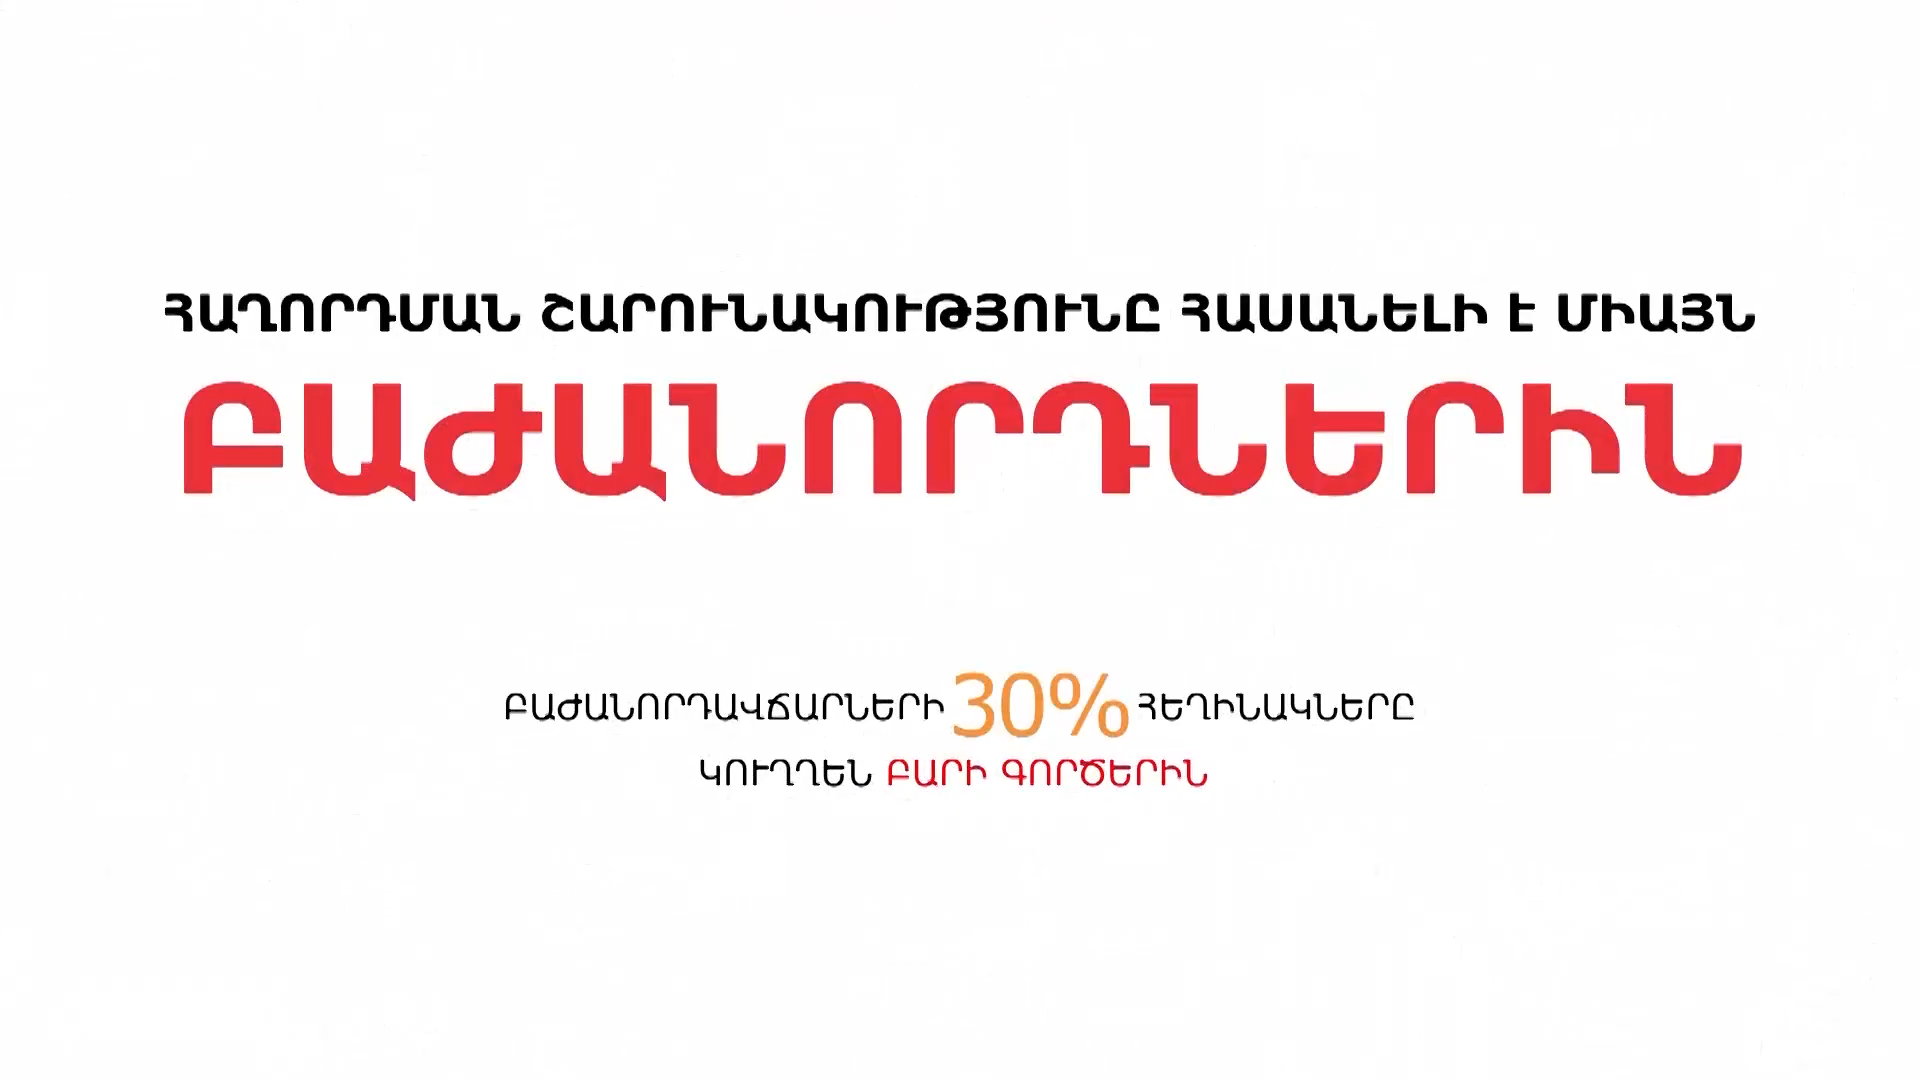 ՀԱՂՈՐԴՄԱՆ ՇԱՐՈՒՆԱԿՈՒԹՅՈՒՆԸ ՀԱՍԱՆԵԼԻ Է ՄԻԱՅՆ
ԲԱԺԱՆՈՐԴՆԵՐԻՆ
ԲԱԺԱՆՈՐԴԱՎՃԱՐՆԵՐԻ 30% ՀԵՂԻՆԱԿՆԵՐԸ
ԿՈՒՂՂԵՆ ԲԱՐԻ ԳՈՐԾԵՐԻՆ